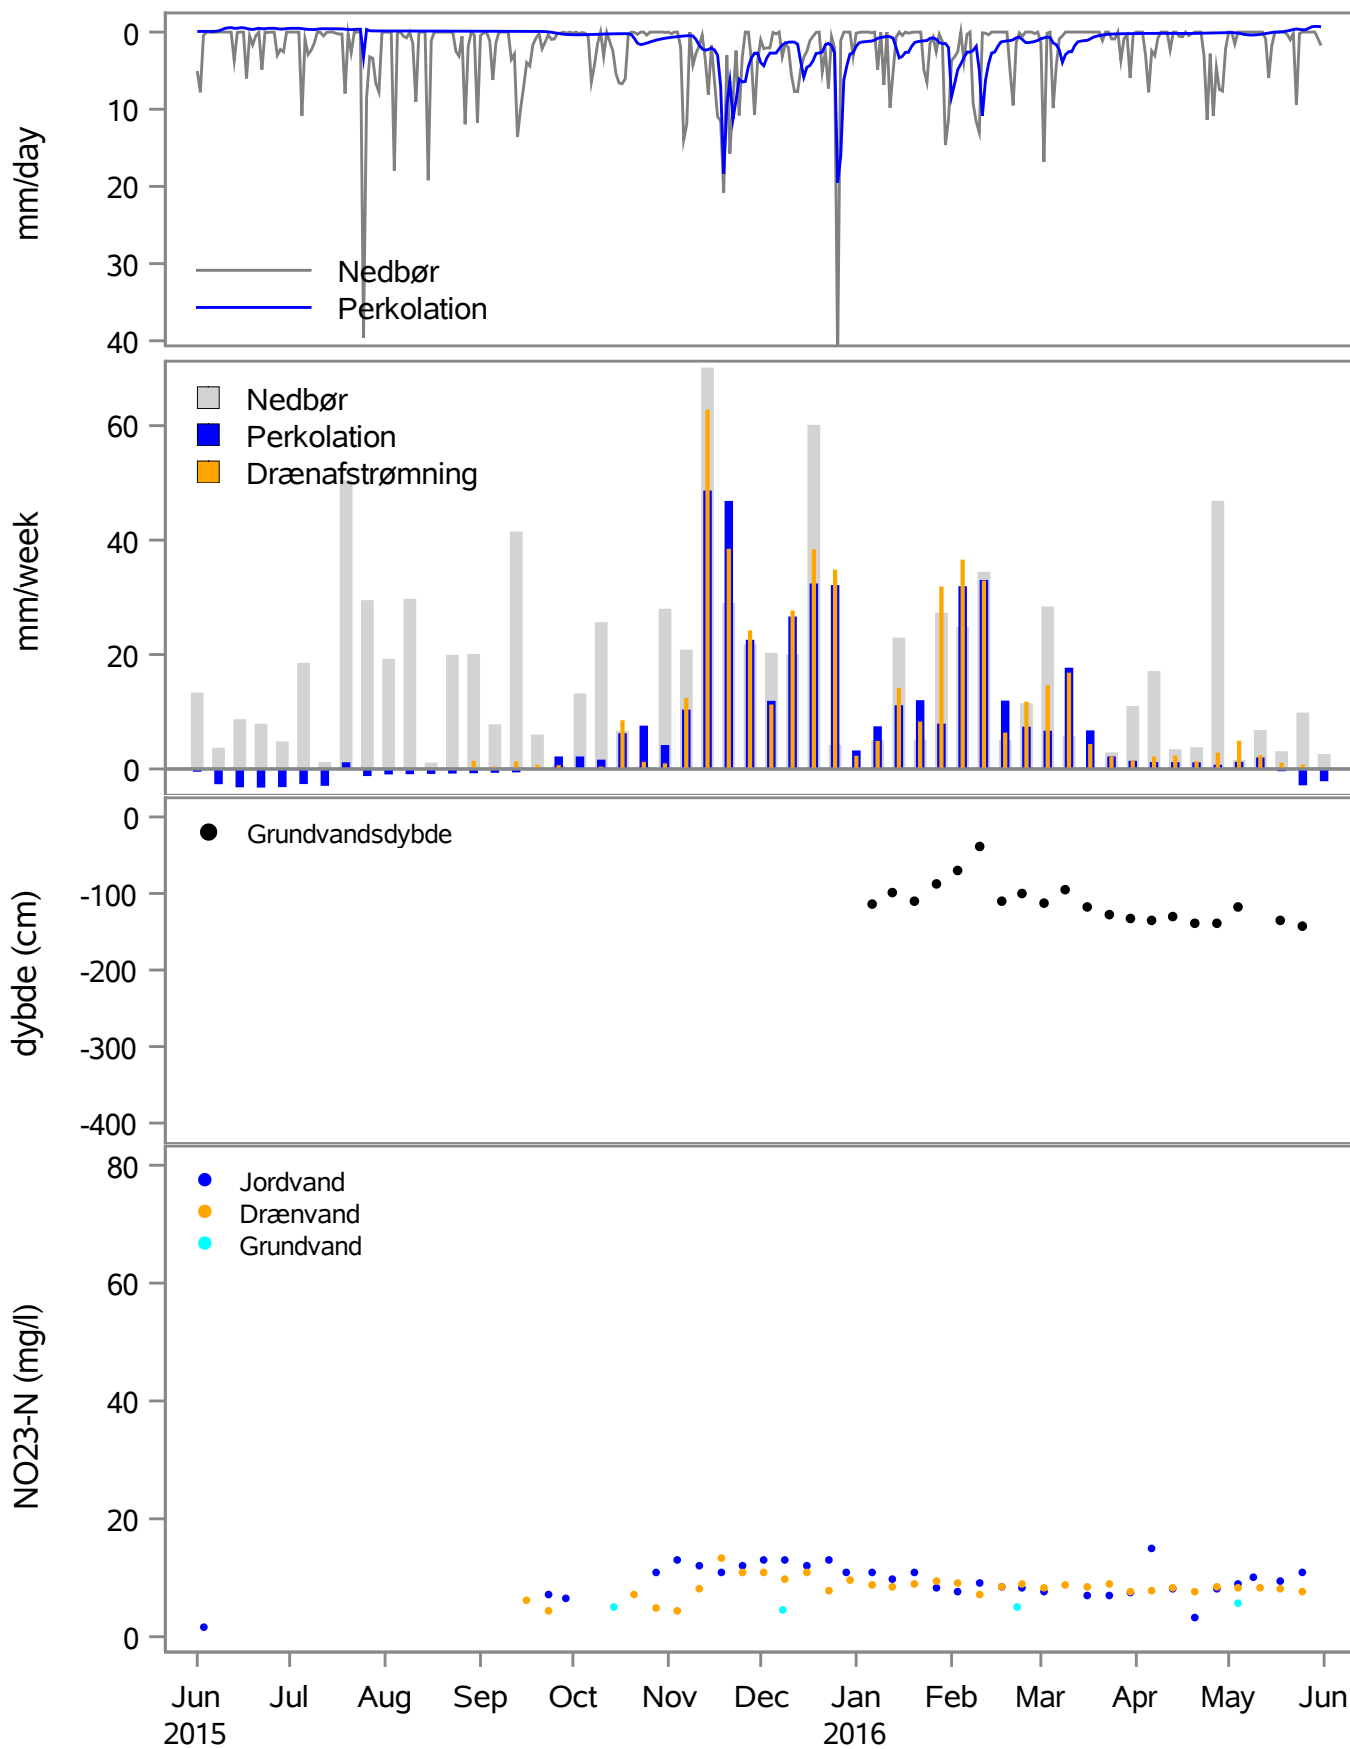 0
10
20
30
40
mm/day
Nedbør
Perkolation
60
40
20
0
mm/week
Nedbør
Perkolation
Drænafstrømning
0
-100
-200
-300
-400
dybde (cm)
Grundvandsdybde
80
60
40
20
0
NO23-N (mg/l)
Jordvand
Drænvand
Grundvand
Jun Jul Aug Sep Oct Nov Dec Jan Feb Mar Apr May Jun
2015 2016